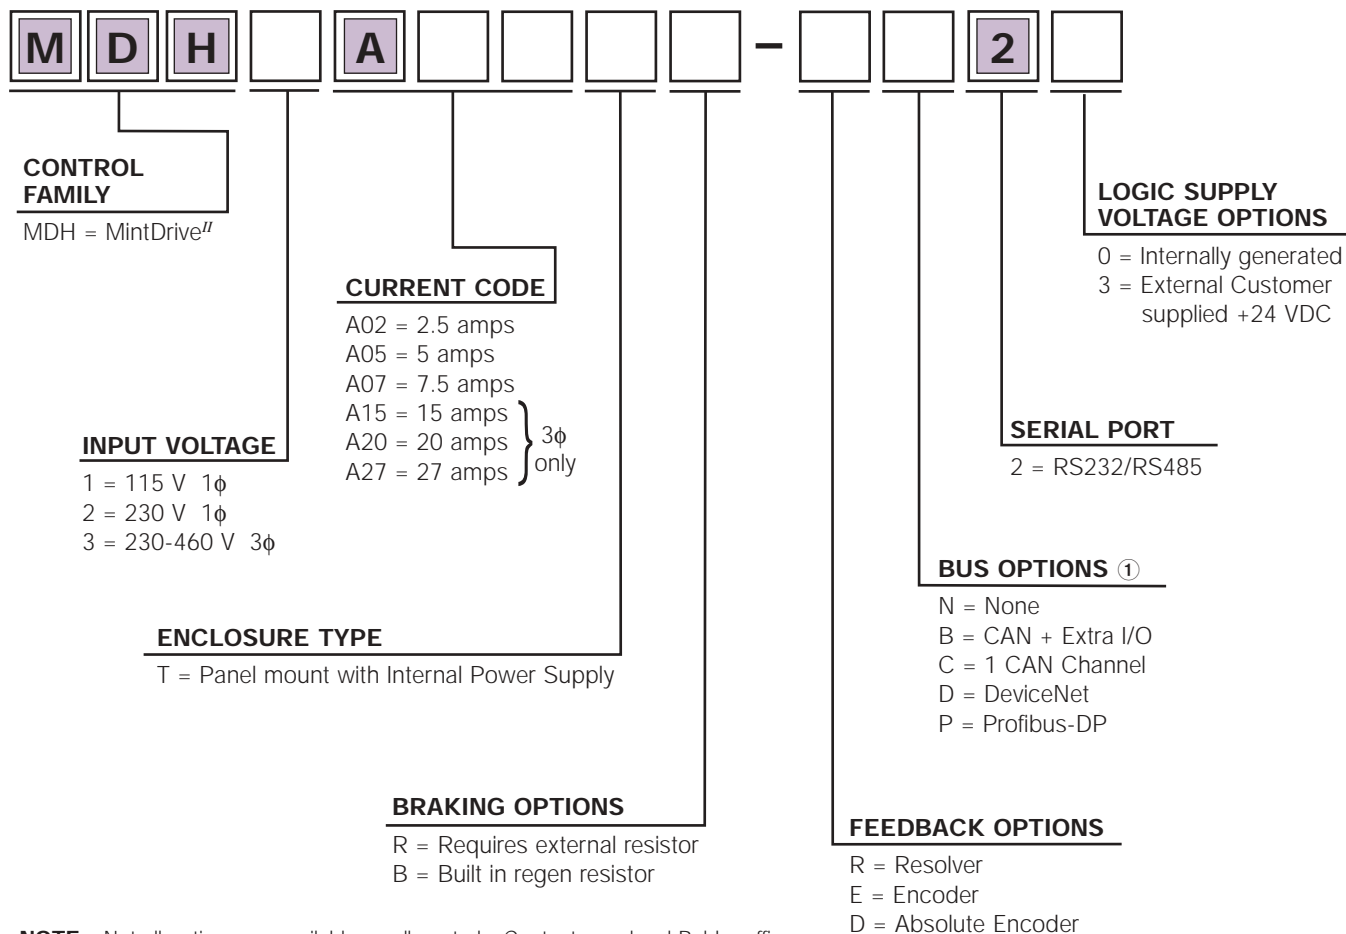 M D H A – 2
CONTROL
FAMILY
MDH = MintDriveII
LOGIC SUPPLY
VOLTAGE OPTIONS
0 = Internally generated
3 = External Customer
supplied +24 VDC
CURRENT CODE
A02 = 2.5 amps
A05 = 5 amps
A07 = 7.5 amps
A15 = 15 amps
A20 = 20 amps
A27 = 27 amps
3ϕ
only
INPUT VOLTAGE
1 = 115 V 1ϕ
2 = 230 V 1ϕ
3 = 230-460 V 3ϕ
SERIAL PORT
2 = RS232/RS485
BUS OPTIONS ①
N = None
B = CAN + Extra I/O
C = 1 CAN Channel
D = DeviceNet
P = Profibus-DP
ENCLOSURE TYPE
T = Panel mount with Internal Power Supply
BRAKING OPTIONS
R = Requires external resistor
B = Built in regen resistor
FEEDBACK OPTIONS
R = Resolver
E = Encoder
D = Absolute Encoder